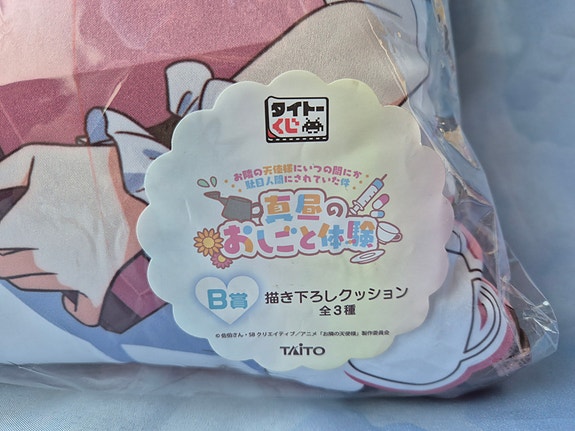 タイトー
くじ
お隣の天使様にいつの間にか
駄目人間にされていた件
真昼の
おしごと体験
B賞
描き下ろしクッション
全3種
© 佐伯さん・SBクリエイティブ/アニメ「お隣の天使様」製作委員会
TAITO